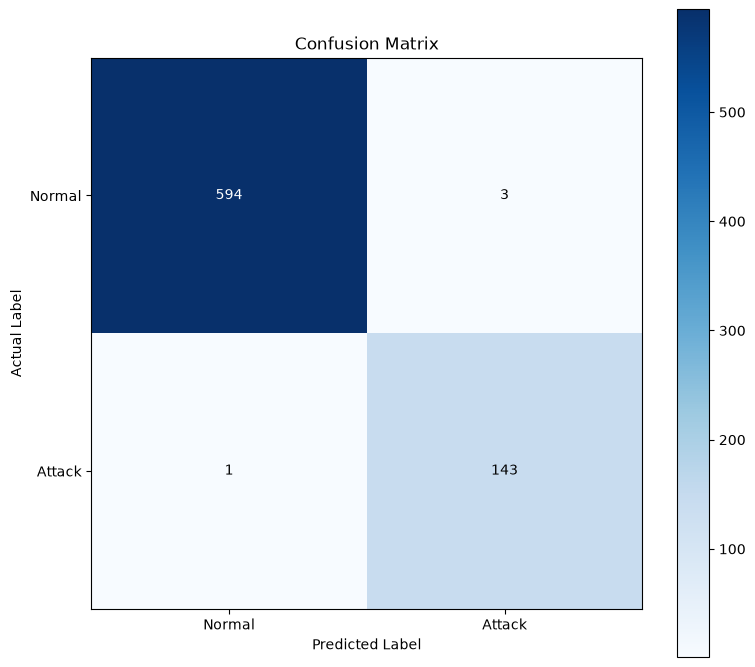 Confusion Matrix
Normal
594
3
Attack
1
143
Actual Label
Normal
Attack
Predicted Label
500
400
300
200
100